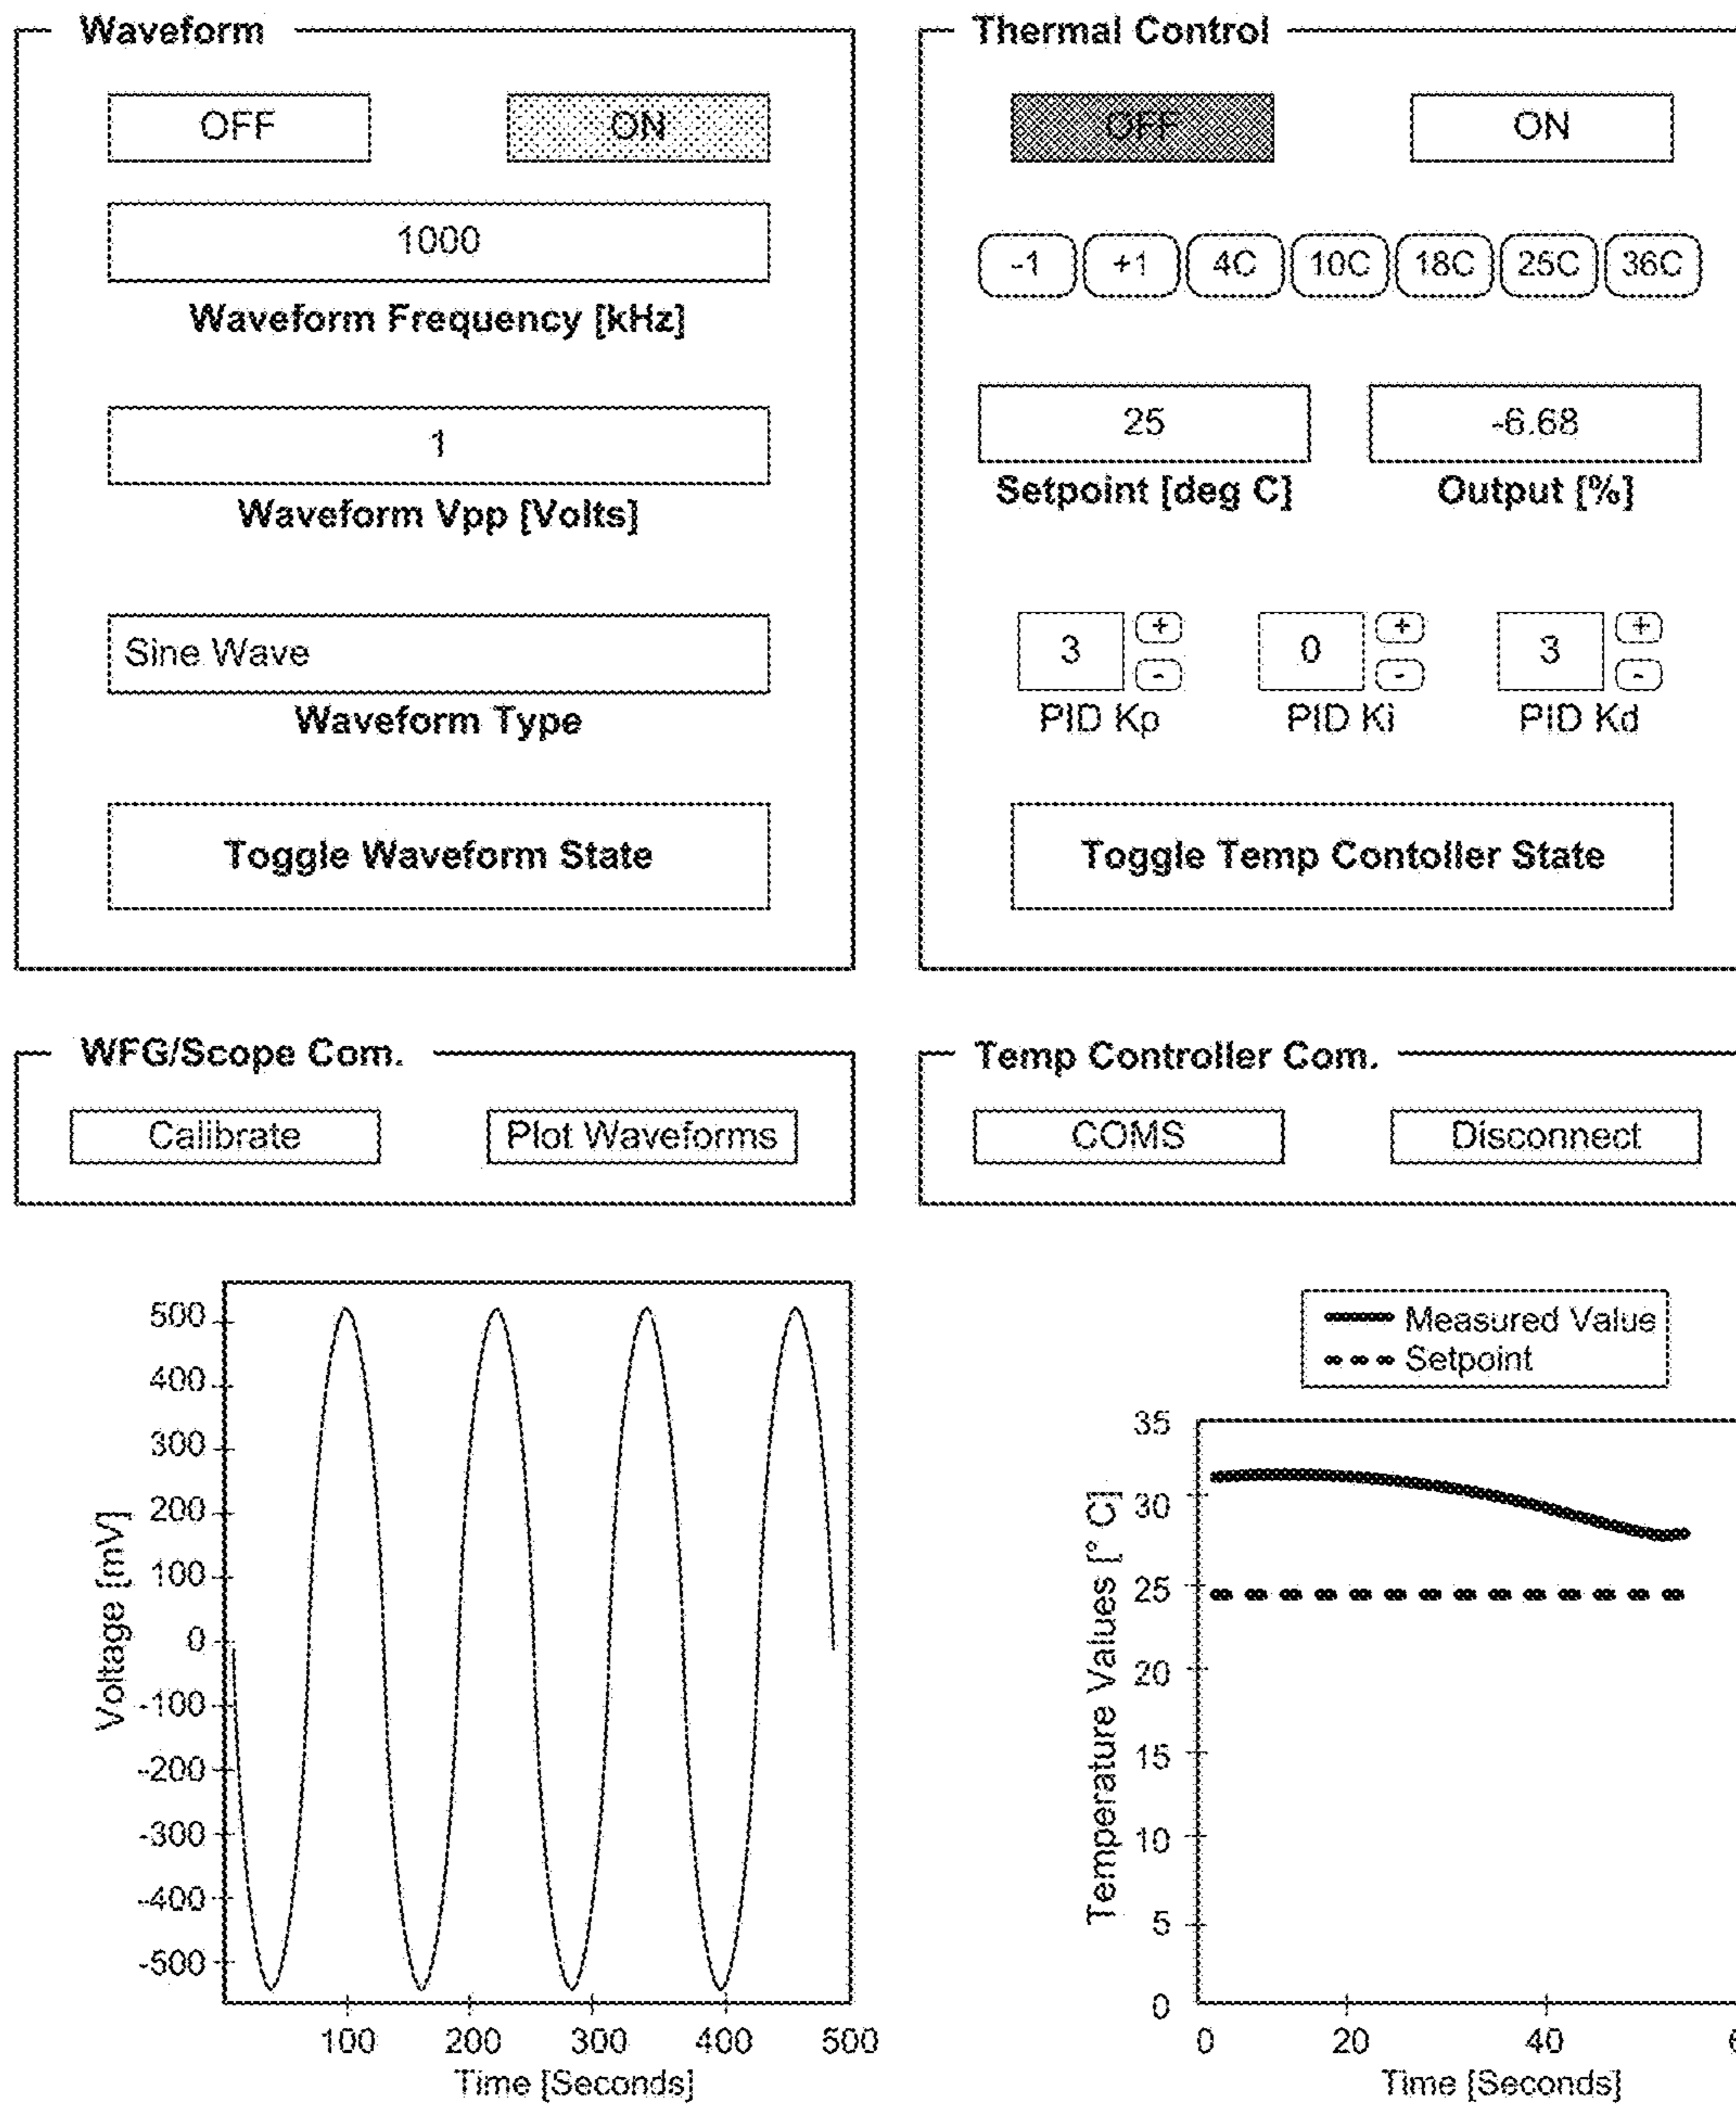 Waveform
OFF ON
1000
Waveform Frequency [kHz]
1
Waveform Vpp [Volts]
Sine Wave
Waveform Type
Toggle Waveform State
Thermal Control
OFF ON
-1 +1 4C 10C 18C 25C 36C
25 -6.68
Setpoint [deg C] Output [%]
3 + - 0 + - 3 + -
PID Kp PID Ki PID Kd
Toggle Temp Contoller State
WFG/Scope Com.
Calibrate Plot Waveforms
Temp Controller Com.
COMS Disconnect
500
400
300
200
100
0
-100
-200
-300
-400
-500
Voltage [mV]
100 200 300 400 500
Time [Seconds]
Measured Value
Setpoint
35
30
25
20
15
10
5
0
Temperature Values [° C]
0 20 40
Time [Seconds]